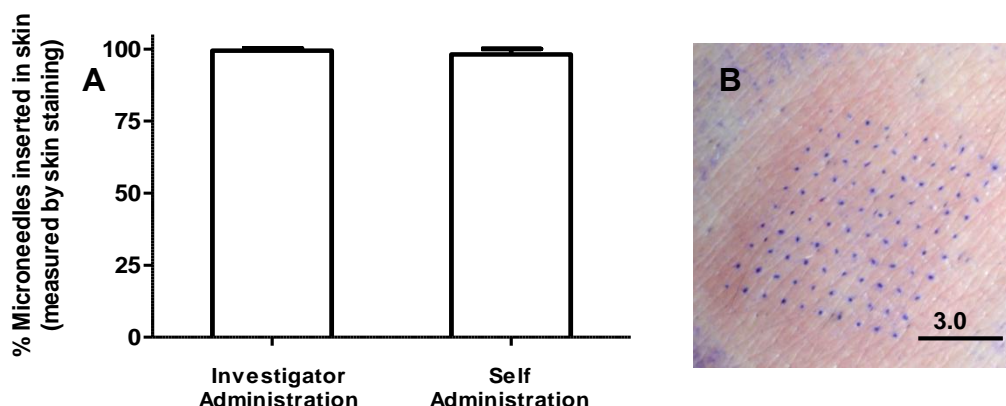 % Microneedles inserted in skin
(measured by skin staining)
100
75
50
25
0
A
Investigator
Administration
Self
Administration
B
3.0